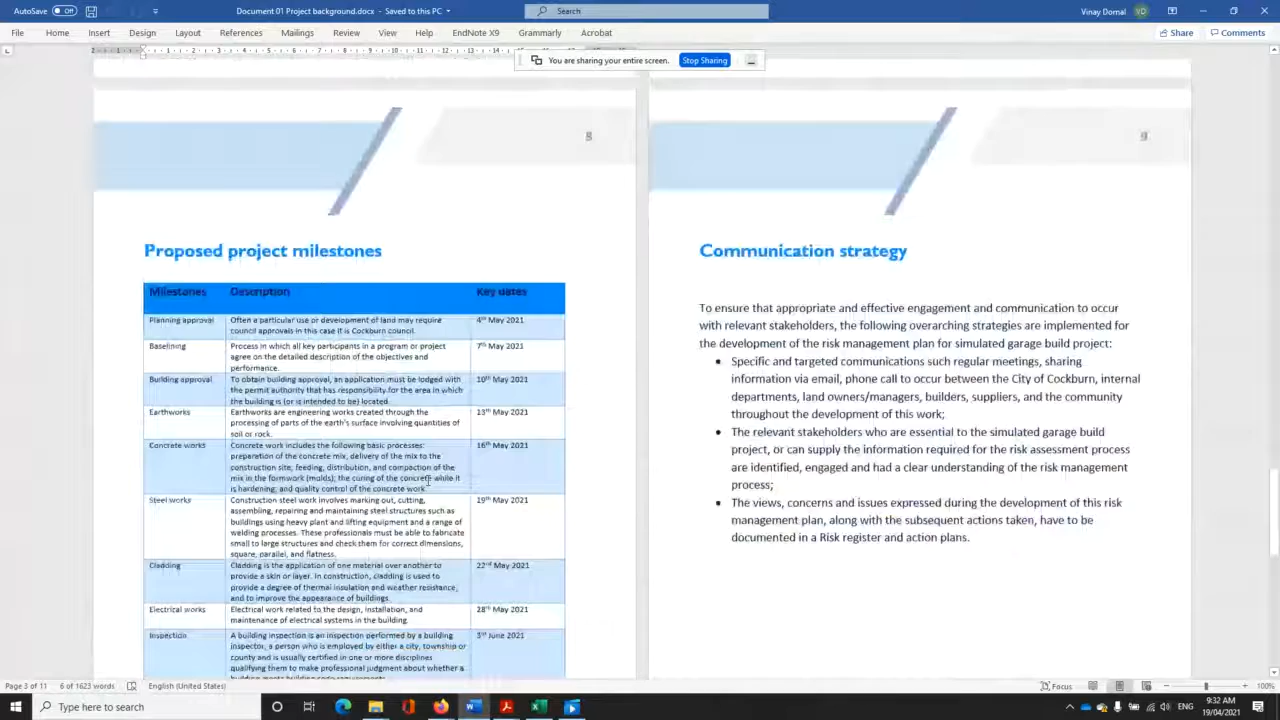 AutoSave Off
Document 01 Project background.docx - Saved to this PC
Search
Vinay Domal VD
File Home Insert Draw Design Layout References Mailings Review View Help EndNote X9 Grammarly Acrobat
Share Comments
You are sharing your entire screen. Stop Sharing
8
Proposed project milestones
Milestones Description Key dates
Planning approval Often a particular use or development of land may require 4th May 2021
council approvals in this case it is Cockburn council.
Baselining Process in which all key participants in a program or project 7th May 2021
agree on the detailed description of the objectives and
performance.
Building approval To obtain building approval, an application must be lodged with 10th May 2021
the permit authority that has responsibility for the area in which
the building is (or is intended to be) located.
Earthworks Earthworks are engineering works created through the 13th May 2021
processing of parts of the earth's surface involving quantities of
soil or rock.
Concrete works Concrete work includes the following basic processes: 16th May 2021
preparation of the concrete mix, delivery of the mix to the
construction site; feeding, distribution, and compaction of the
mix in the formwork (molds); the curing of the concrete while it
is hardening; and quality control of the concrete work.
Steel works Construction steel work involves marking out, cutting, 19th May 2021
assembling, repairing and maintaining steel structures such as
buildings using heavy plant and lifting equipment and a range of
welding processes. These professionals must be able to fabricate
small to large structures and check them for correct dimensions,
square, parallel, and flatness.
Cladding Cladding is the application of one material over another to 22nd May 2021
provide a skin or layer. In construction, cladding is used to
provide a degree of thermal insulation and weather resistance,
and to improve the appearance of buildings.
Electrical works Electrical work related to the design, installation, and 28th May 2021
maintenance of electrical systems in the building.
Inspection A building inspection is an inspection performed by a building 3rd June 2021
inspector, a person who is employed by either a city, township or
county and is usually certified in one or more disciplines
qualifying them to make professional judgment about whether a
building meets building code requirements.
9
Communication strategy
To ensure that appropriate and effective engagement and communication to occur
with relevant stakeholders, the following overarching strategies are implemented for
the development of the risk management plan for simulated garage build project:
• Specific and targeted communications such regular meetings, sharing
information via email, phone call to occur between the City of Cockburn, internal
departments, land owners/managers, builders, suppliers, and the community
throughout the development of this work;
• The relevant stakeholders who are essential to the simulated garage build
project, or can supply the information required for the risk assessment process
are identified, engaged and had a clear understanding of the risk management
process;
• The views, concerns and issues expressed during the development of this risk
management plan, along with the subsequent actions taken, have to be
documented in a Risk register and action plans.
Page 3 of 11 6 of 1623 words English (United States)
Focus 100%
Type here to search
ENG
9:32 AM
19/04/2021